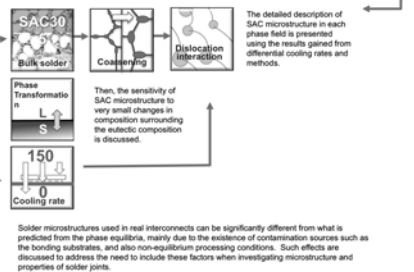 SAC30
5
Bulk solder
Coarsening
Dislocation
interaction
The detailed description of
SAC microstructure in each
phase field is presented
using the results gained from
differential cooling rates and
methods.
Phase
Transformatio
n
L
S
Then, the sensitivity of
SAC microstructure to
very small changes in
composition surrounding
the eutectic composition
is discussed.
150
0
Cooling rate
Solder microstructures used in real interconnects can be significantly different from what is
predicted from the phase equilibria, mainly due to the existence of contamination sources such as
the bonding substrates, and also non-equilibrium processing conditions. Such effects are
discussed to address the need to include these factors when investigating microstructure and
properties of solder joints.